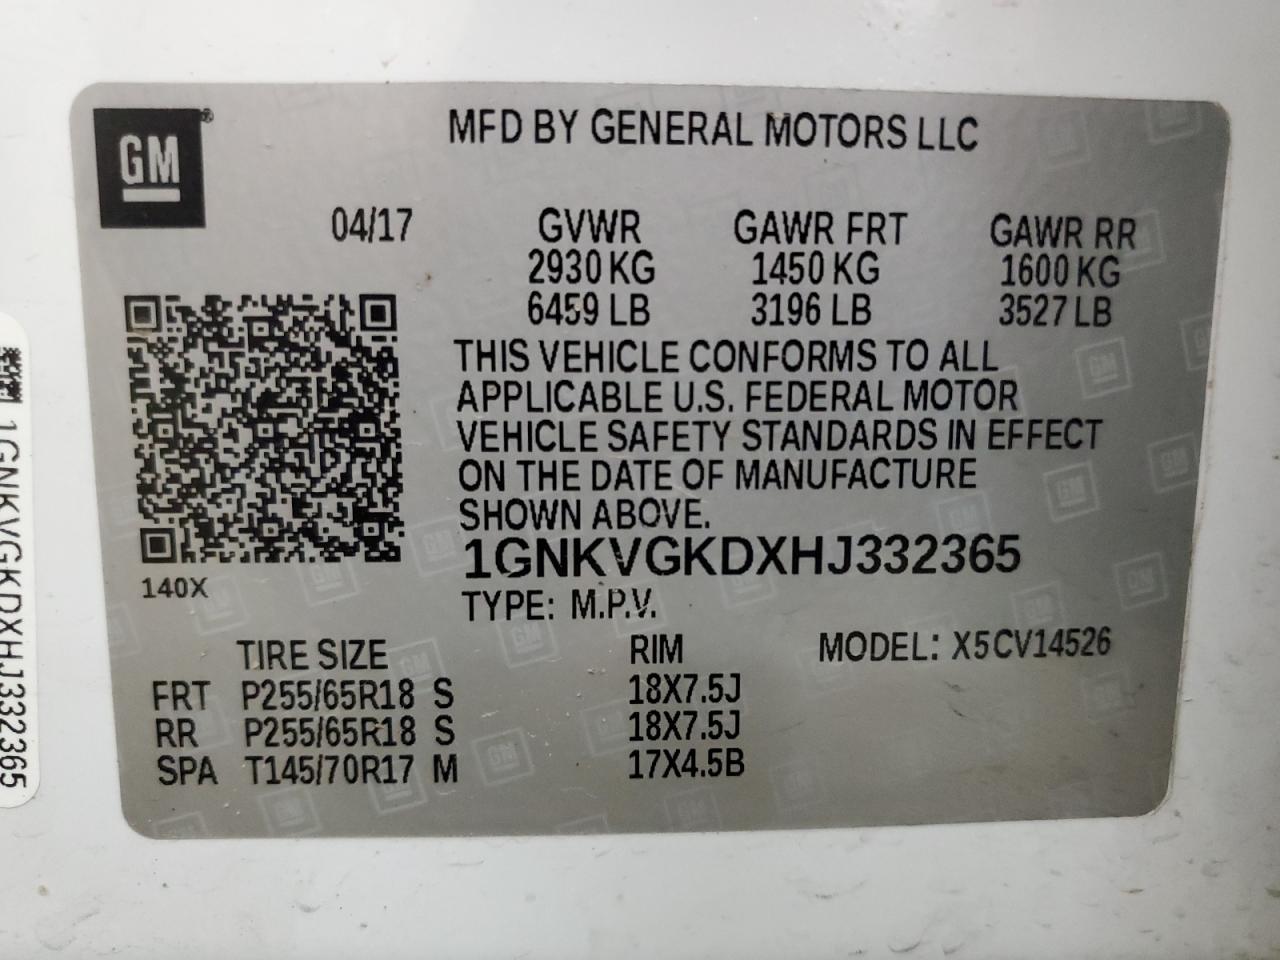 GM®
MFD BY GENERAL MOTORS LLC
04/17 GVWR GAWR FRT GAWR RR
2930 KG 1450 KG 1600 KG
6459 LB 3196 LB 3527 LB
THIS VEHICLE CONFORMS TO ALL
APPLICABLE U.S. FEDERAL MOTOR
VEHICLE SAFETY STANDARDS IN EFFECT
ON THE DATE OF MANUFACTURE
SHOWN ABOVE.
1GNKVGKDXHJ332365
140X
TYPE: M.P.V.
TIRE SIZE RIM MODEL: X5CV14526
FRT P255/65R18 S 18X7.5J
RR P255/65R18 S 18X7.5J
SPA T145/70R17 M 17X4.5B
1GNKVGKDXHJ332365